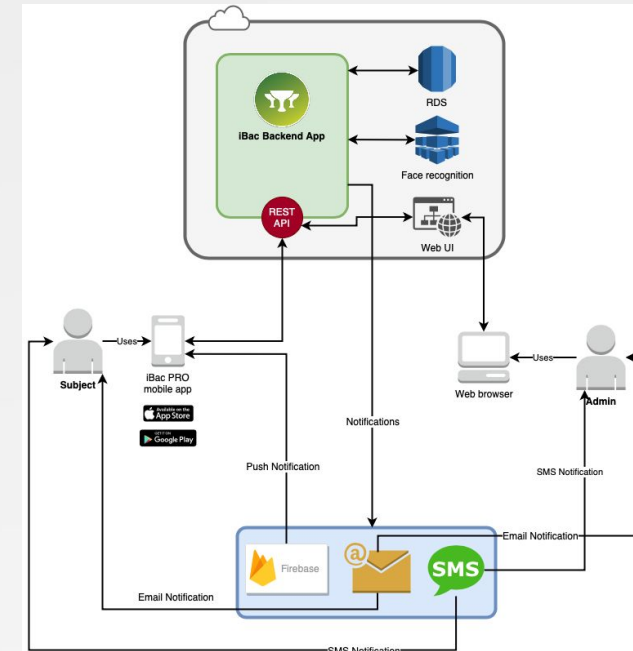 RDS
iBac Backend App
Face recognition
REST
API
Web UI
Uses
Subject
iBac PRO
mobile app
Available on the
App Store
GET IT ON
Google Play
Web browser
Uses
Admin
Notifications
Push Notification
SMS Notification
Email Notification
Firebase
@
SMS
Email Notification
SMS Notification